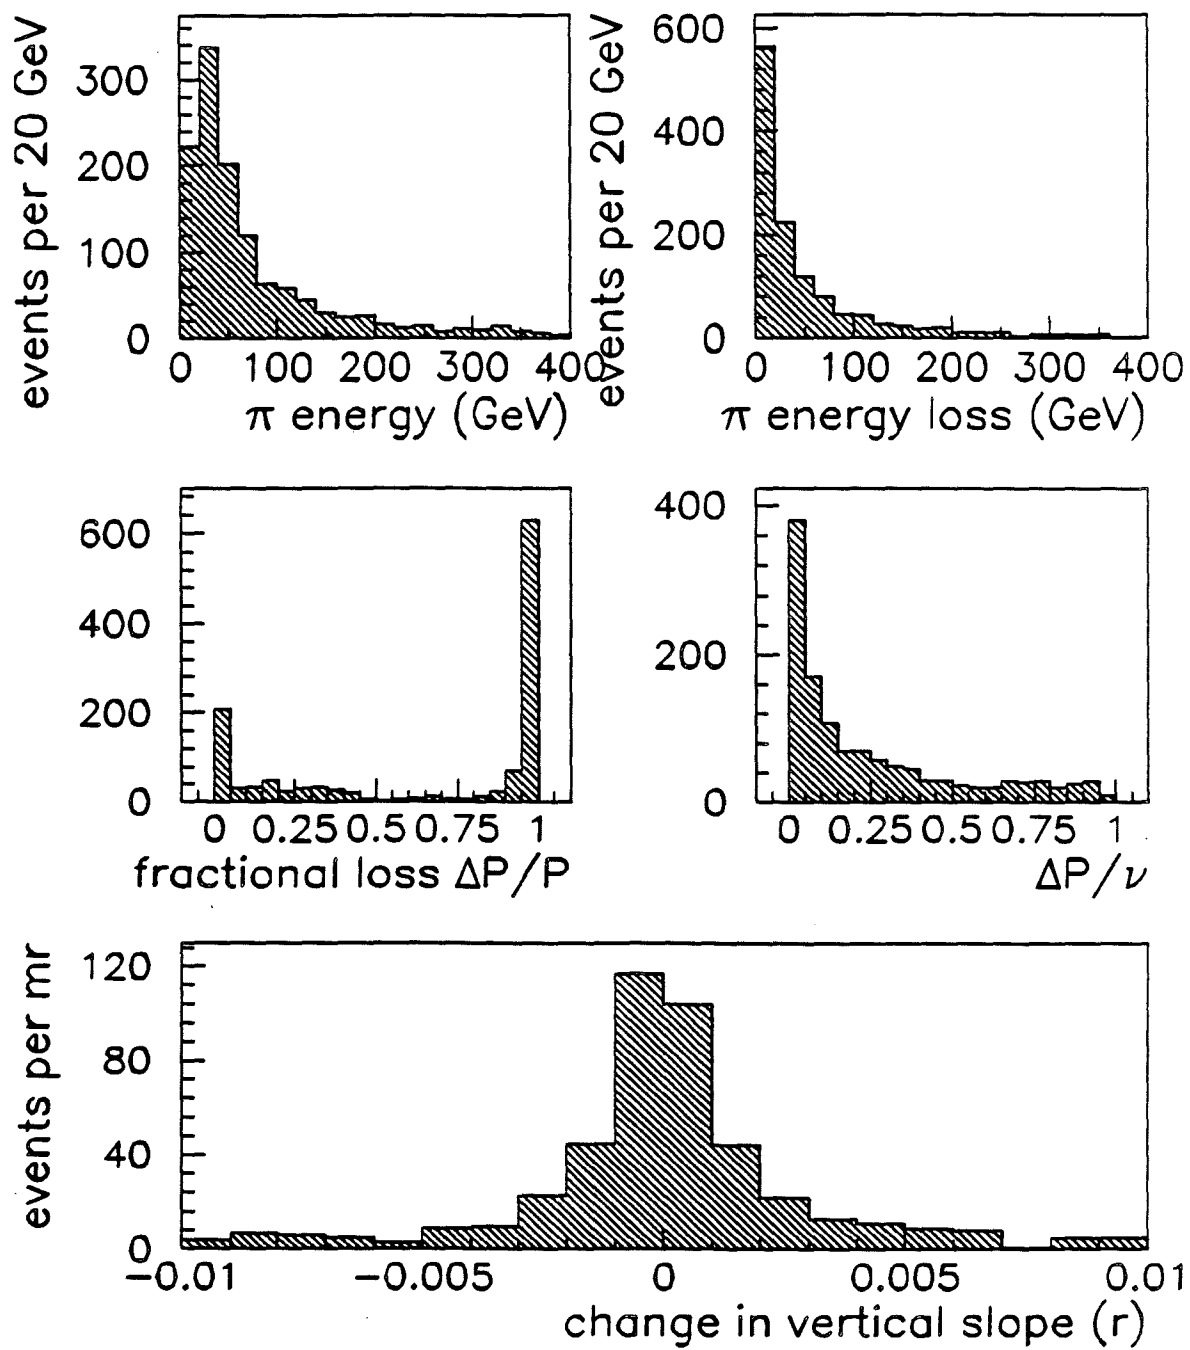 events per 20 GeV
300
200
100
0
0 100 200 300 400
π energy (GeV)
events per 20 GeV
600
400
200
0
0 100 200 300 400
π energy loss (GeV)
600
400
200
0
0 0.25 0.5 0.75 1
fractional loss ΔP/P
400
200
0
0 0.25 0.5 0.75 1
ΔP/ν
events per mr
120
80
40
0
-0.01 -0.005 0 0.005 0.01
change in vertical slope (r)